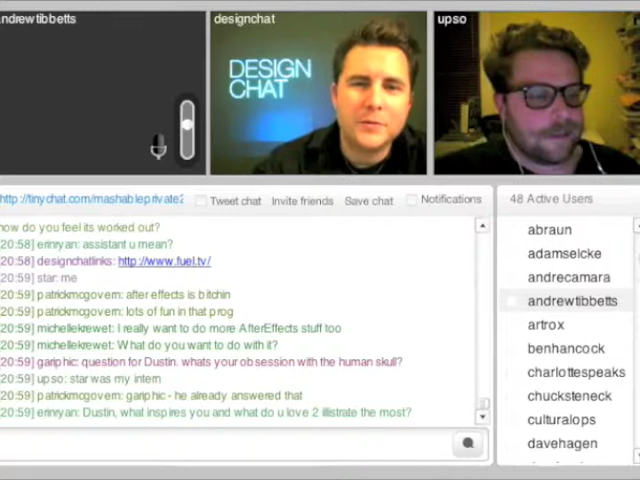 andrewtibbetts
designchat
upso
DESIGN
CHAT
http://tinychat.com/mashableprivate2
Tweet chat
Invite friends
Save chat
Notifications
48 Active Users
how do you feel its worked out?
[20:58] erinryan: assistant u mean?
[20:58] designchatlinks: http://www.fuel.tv/
[20:59] star: me
[20:59] patrickmcgovern: after effects is bitchin
[20:59] patrickmcgovern: lots of fun in that prog
[20:59] michellekrewet: I really want to do more AfterEffects stuff too
[20:59] michellekrewet: What do you want to do with it?
[20:59] gariphic: question for Dustin. whats your obsession with the human skull?
[20:59] upso: star was my intern
[20:59] patrickmcgovern: gariphic - he already answered that
[20:59] erinryan: Dustin, what inspires you and what do u love 2 illistrate the most?
abraun
adamselcke
andrecamara
andrewtibbetts
artrox
benhancock
charlottespeaks
chucksteneck
culturalops
davehagen